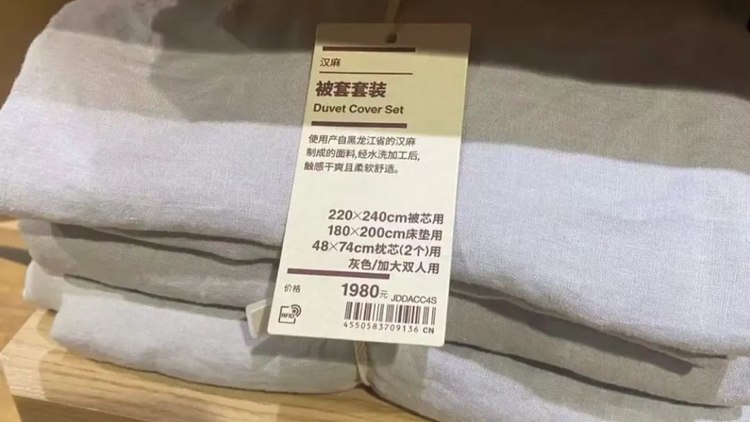 汉麻
被套套装
Duvet Cover Set
使用产自黑龙江省的汉麻
制成的面料,经水洗加工后,
触感干爽且柔软舒适。
220×240cm被芯用
180×200cm床垫用
48×74cm枕芯(2个)用
灰色/加大双人用
价格 1980元 JDDACC4S
RFID
4550583709136 CN